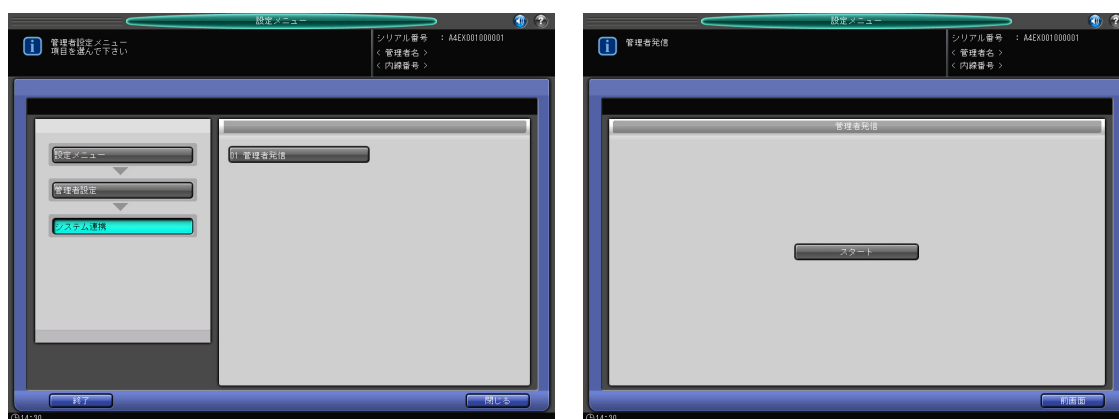 設定メニュー
管理者設定メニュー
項目を選んで下さい
シリアル番号 : A4EX001000001
< 管理者名 >
< 内線番号 >
設定メニュー
管理者設定
システム連携
01 管理者発信
終了
閉じる
14:30
設定メニュー
管理者発信
シリアル番号 : A4EX001000001
< 管理者名 >
< 内線番号 >
管理者発信
スタート
前画面
14:30